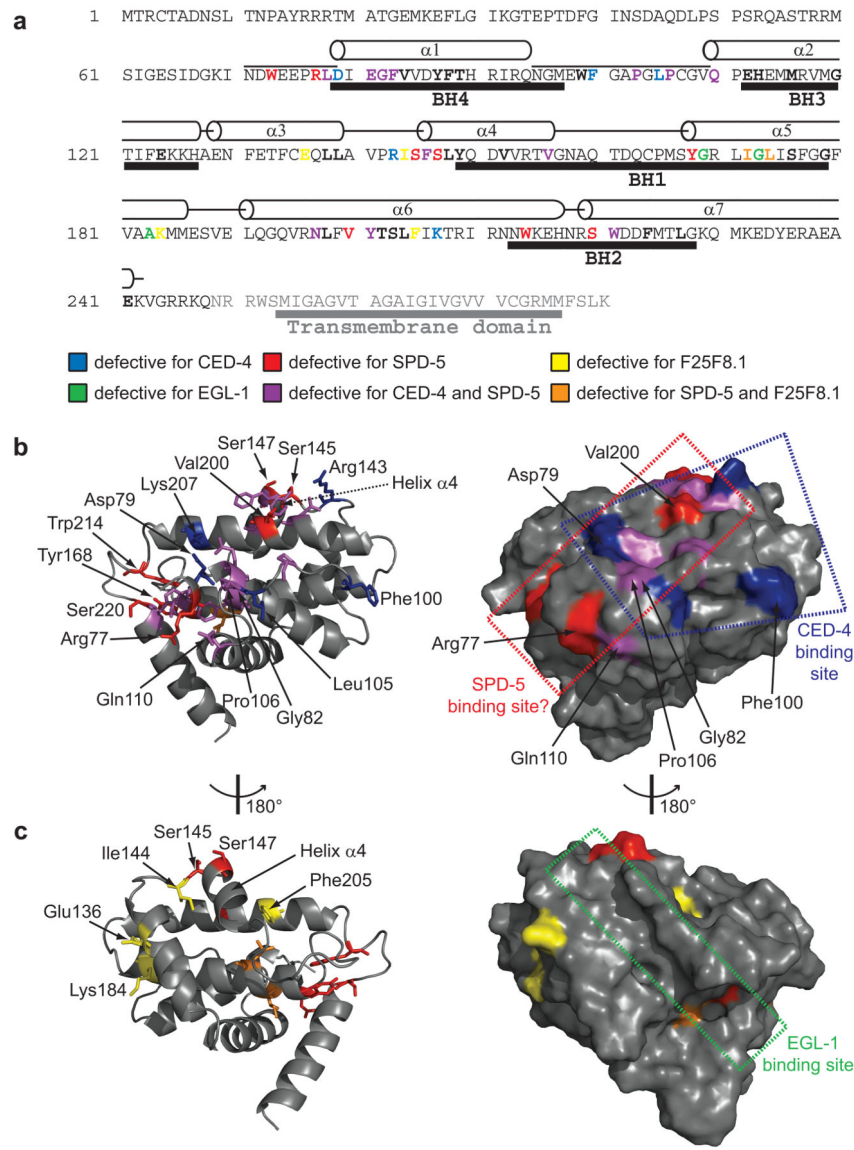 a
1 MTRCTADNSL TNPAYRRRTM ATGEMKEFLG IKGTEPTDFG INSDAQDLPS PSRQASTRRM
α1 α2
61 SIGESIDGKI NDWEEPRLDI EGFVVDYFTH RIRQNGMEWF GAPGLPCGVQ PEHEMMRVMG
BH4 BH3
α3 α4 α5
121 TIFEKKHAEN FETFCEQLLA VPRISFSLYQ DVVRTVGNAQ TDQCPMSYGR LIGLISFGGF
BH1
α6 α7
181 VAAKMMESVE LQGQVRNLFV YTSLFIKTRI RNNWKEHNRS WDDFMTLGKQ MKEDYERAEA
BH2
241 EKVGRRKQNR RWSMIGAGVT AGAIGIVGVV VCGRMMFSLK
Transmembrane domain
defective for CED-4 defective for SPD-5 defective for F25F8.1
defective for EGL-1 defective for CED-4 and SPD-5 defective for SPD-5 and F25F8.1
b
Ser147
Ser145
Val200
Arg143
Lys207
Helix α4
Asp79
Trp214
Tyr168
Ser220
Arg77
Phe100
Gln110
Leu105
Pro106
Gly82
Val200
Asp79
Arg77
CED-4
binding
site
SPD-5
binding site?
Phe100
Gly82
Gln110
Pro106
180°
180°
c
Ser145
Ser147
Ile144
Helix α4
Phe205
Glu136
Lys184
EGL-1
binding site